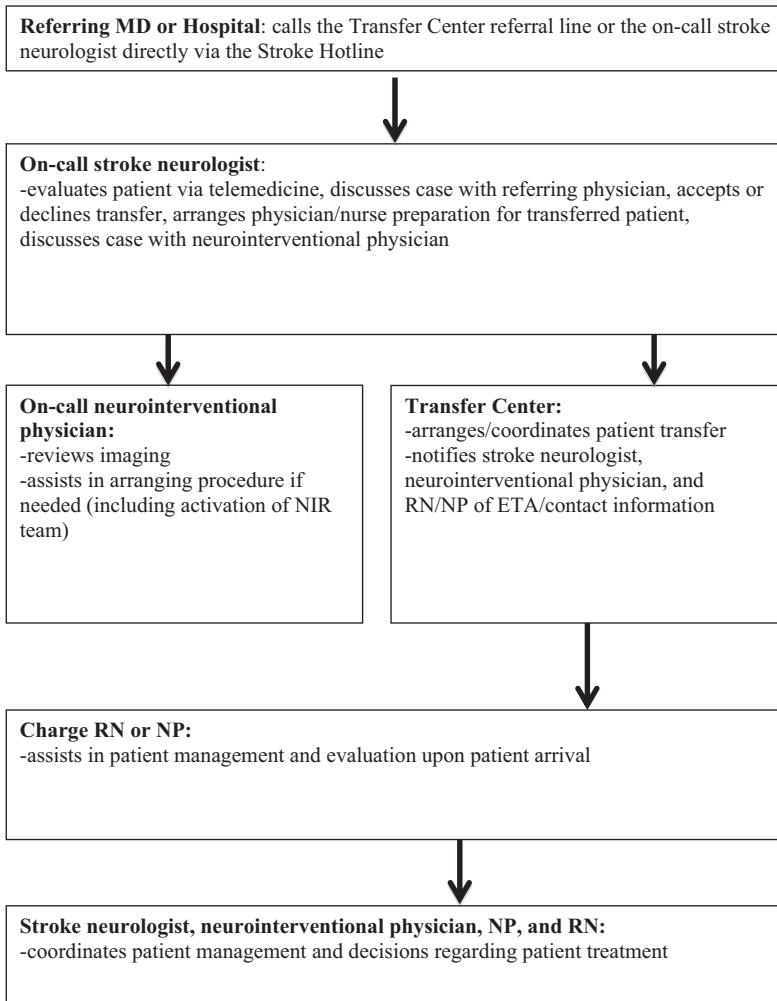 Referring MD or Hospital: calls the Transfer Center referral line or the on-call stroke
neurologist directly via the Stroke Hotline
On-call stroke neurologist:
-evaluates patient via telemedicine, discusses case with referring physician, accepts or
declines transfer, arranges physician/nurse preparation for transferred patient,
discusses case with neurointerventional physician
On-call neurointerventional
physician:
-reviews imaging
-assists in arranging procedure if
needed (including activation of NIR
team)
Transfer Center:
-arranges/coordinates patient transfer
-notifies stroke neurologist,
neurointerventional physician, and
RN/NP of ETA/contact information
Charge RN or NP:
-assists in patient management and evaluation upon patient arrival
Stroke neurologist, neurointerventional physician, NP, and RN:
-coordinates patient management and decisions regarding patient treatment